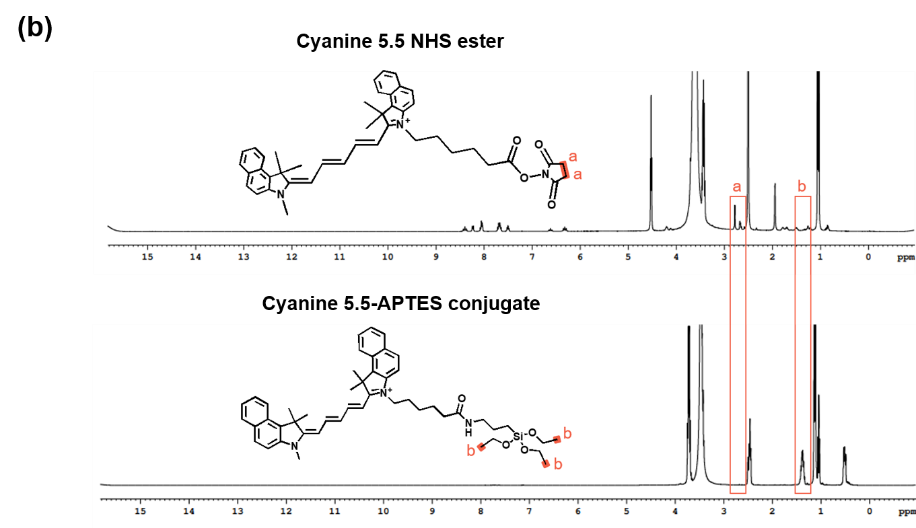 (b)
Cyanine 5.5 NHS ester
N+
O
O
O
N
O
a
a
N
a
b
15 14 13 12 11 10 9 8 7 6 5 4 3 2 1 0 ppm
Cyanine 5.5-APTES conjugate
N+
O
N
H
Si
O
b
O
O
b
b
N
15 14 13 12 11 10 9 8 7 6 5 4 3 2 1 0 ppm